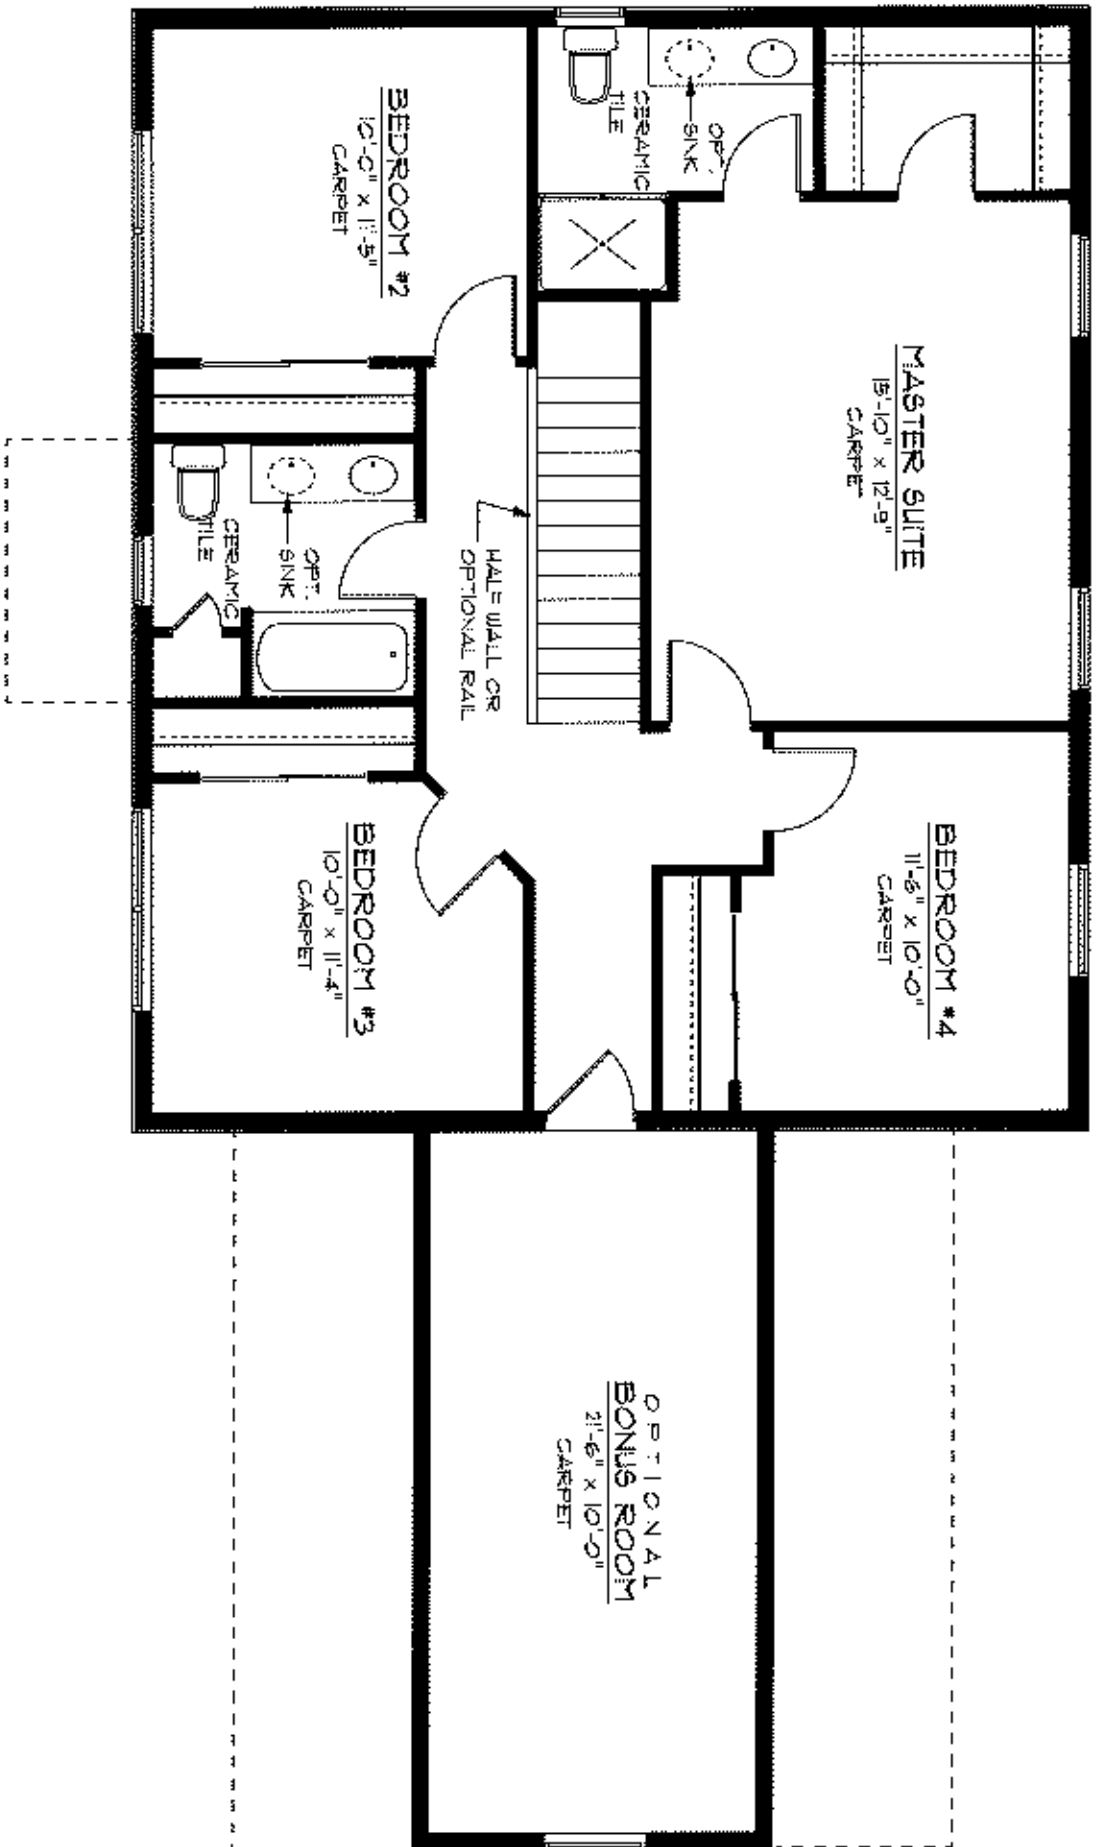 MASTER SUITE
15'-10" x 12'-9"
CARPET
BEDROOM #4
11'-6" x 10'-0"
CARPET
OPT.
SINK
CERAMIC
TILE
HALF WALL OR
OPTIONAL RAIL
OPTIONAL
BONUS ROOM
21'-6" x 10'-0"
CARPET
BEDROOM #2
10'-0" x 11'-5"
CARPET
OPT.
SINK
CERAMIC
TILE
BEDROOM #3
10'-0" x 11'-4"
CARPET